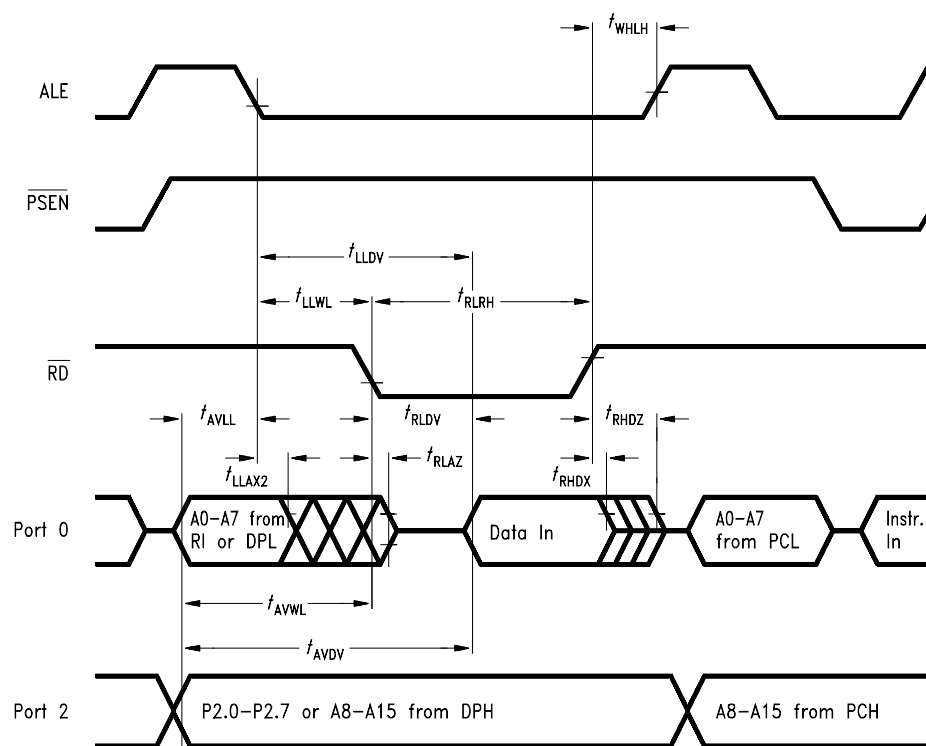 tWHLH
ALE
PSEN
tLLDV
tLLWL
tRLRH
RD
tAVLL
tRLDV
tRHDZ
tLLAX2
tRLAZ
tRHDX
Port 0
A0–A7 from
RI or DPL
Data In
A0–A7
from PCL
Instr.
In
tAVWL
tAVDV
Port 2
P2.0–P2.7 or A8–A15 from DPH
A8–A15 from PCH